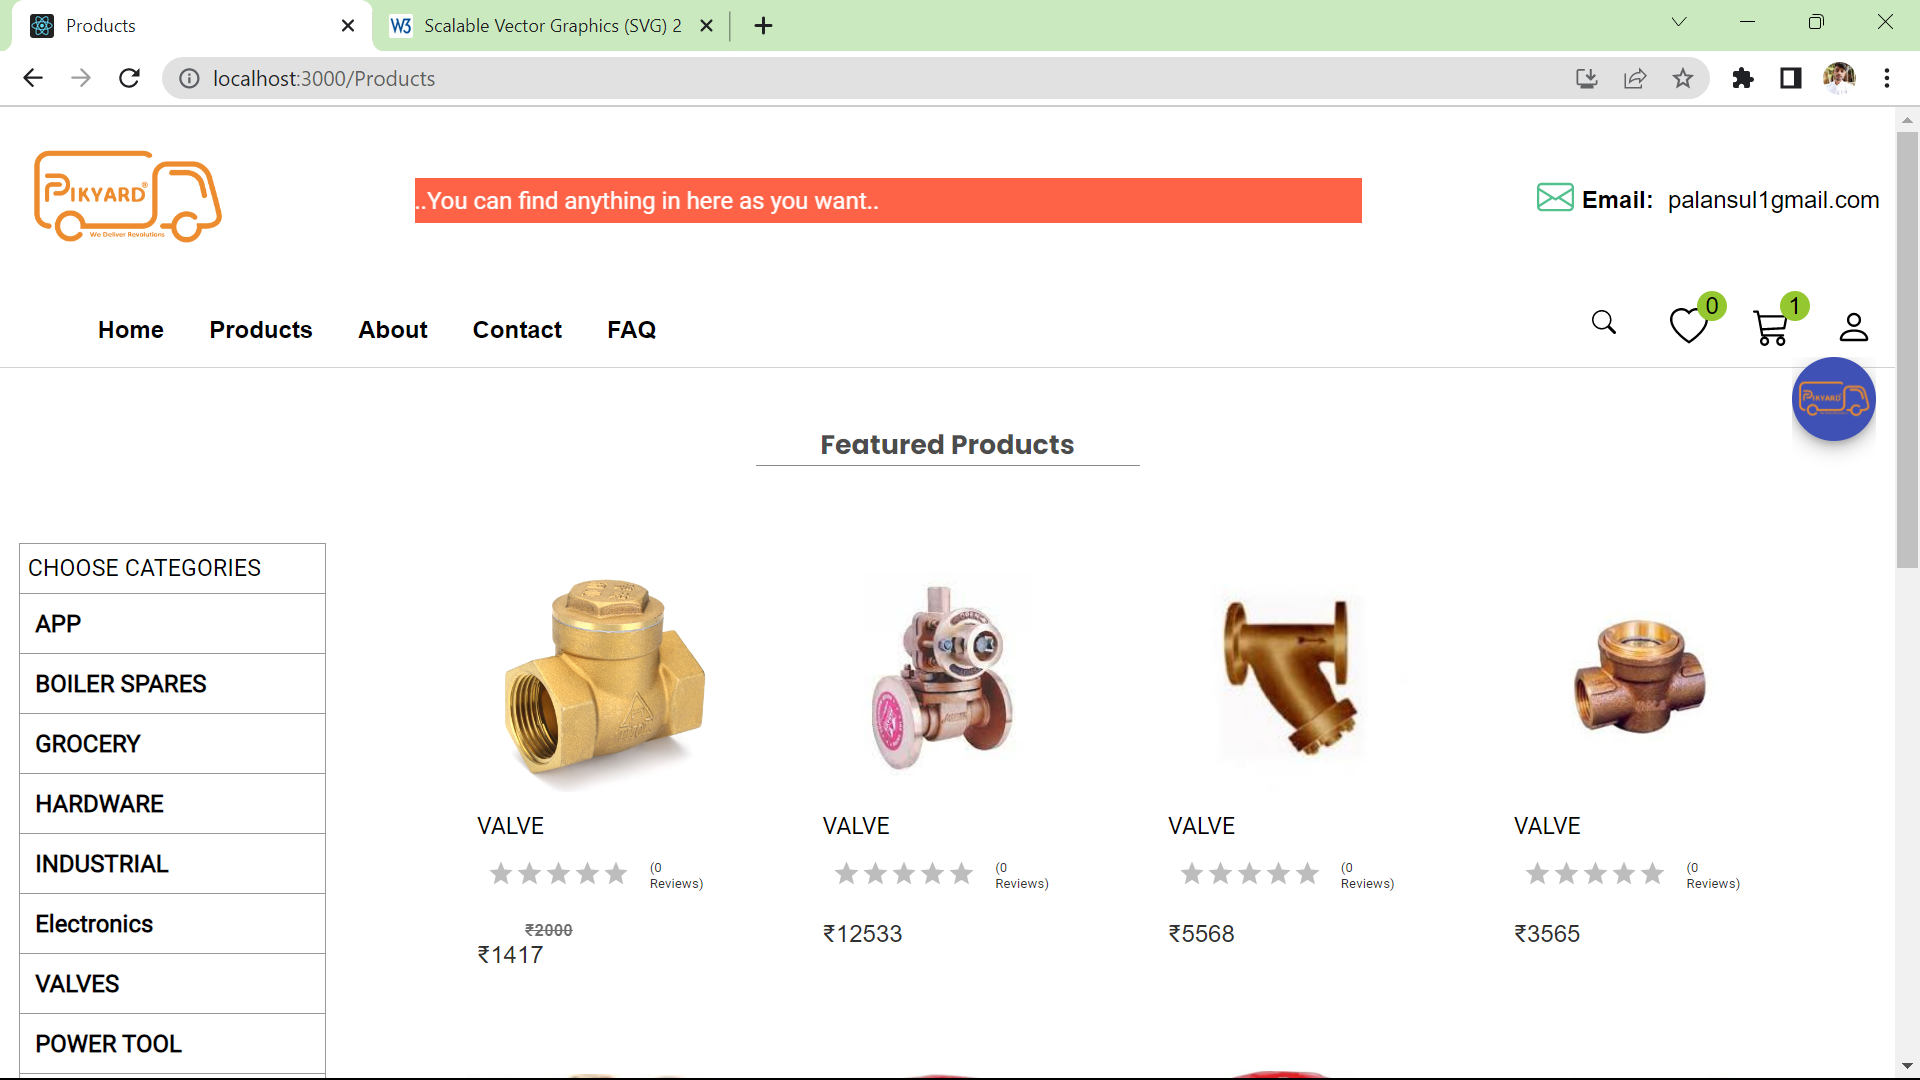 Products
W3 Scalable Vector Graphics (SVG) 2
localhost:3000/Products
PIKYARD®
We Deliver Revolutions
..You can find anything in here as you want..
Email: palansul1gmail.com
Home Products About Contact FAQ
0
1
PIKYARD
Featured Products
CHOOSE CATEGORIES
APP
BOILER SPARES
GROCERY
HARDWARE
INDUSTRIAL
Electronics
VALVES
POWER TOOL
VALVE
(0
Reviews)
₹2000
₹1417
VALVE
(0
Reviews)
₹12533
VALVE
(0
Reviews)
₹5568
VALVE
(0
Reviews)
₹3565